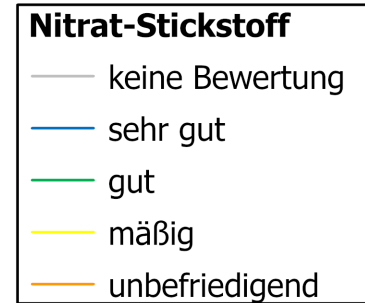 Nitrat-Stickstoff
keine Bewertung
sehr gut
gut
mäßig
unbefriedigend